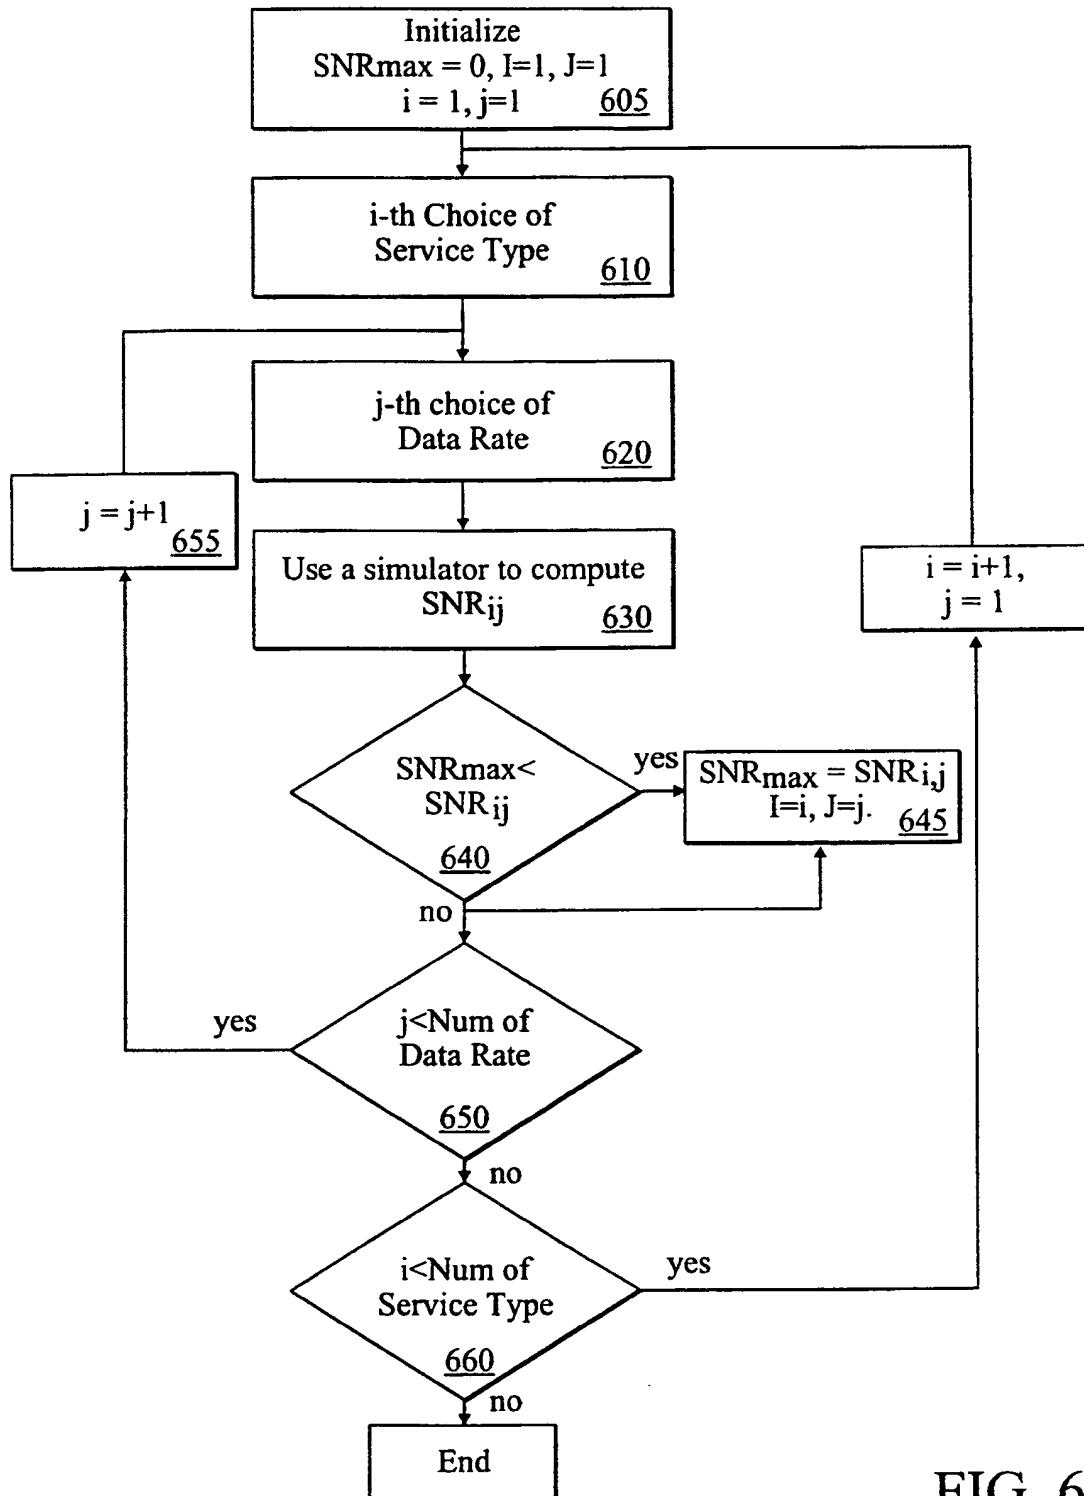 Initialize
SNRmax = 0, I=1, J=1
i = 1, j=1
605
i-th Choice of
Service Type
610
j-th choice of
Data Rate
620
j = j+1
655
Use a simulator to compute
SNRij
630
i = i+1,
j = 1
SNRmax<
SNRij
640
yes
SNRmax = SNRi,j
I=i, J=j.
645
no
yes
j<Num of
Data Rate
650
no
i<Num of
Service Type
660
yes
no
End
FIG. 6